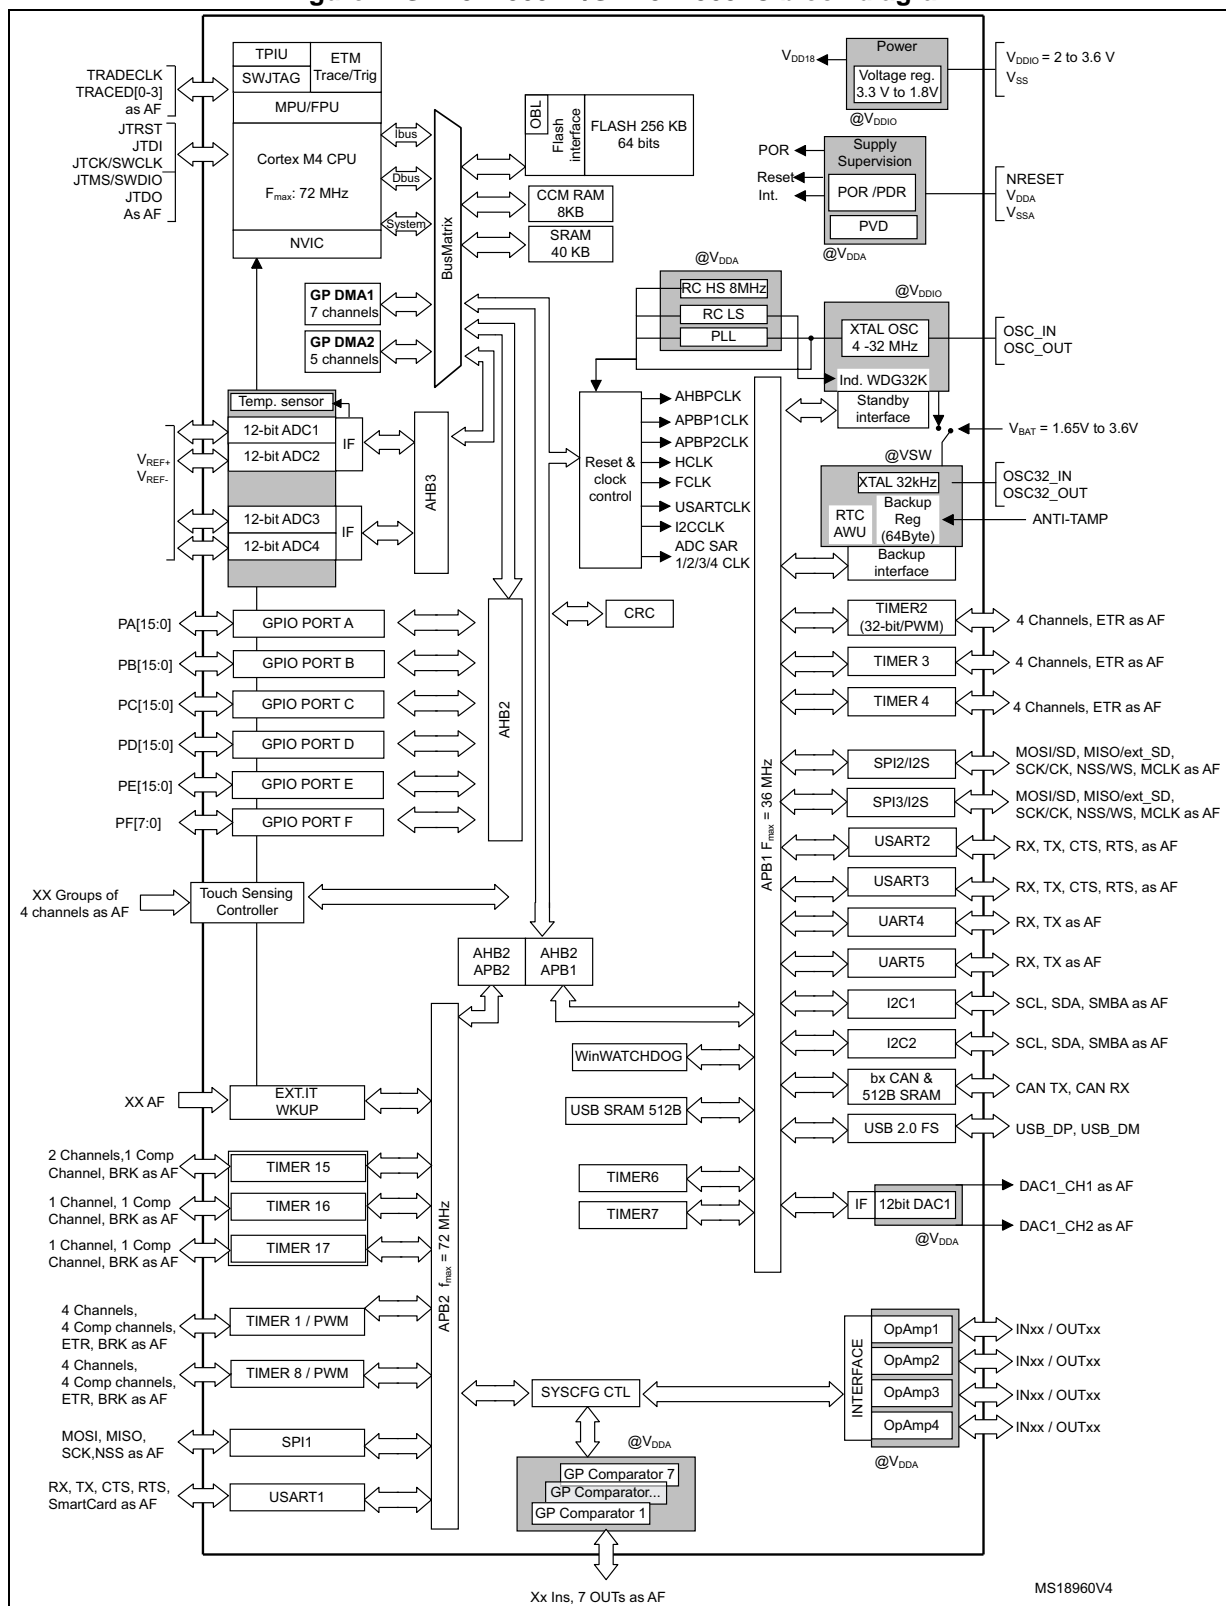 TPIU
ETM
Trace/Trig
SWJTAG
MPU/FPU
Cortex M4 CPU
Fmax: 72 MHz
NVIC
TRADECLK
TRACED[0-3]
as AF
JTRST
JTDI
JTCK/SWCLK
JTMS/SWDIO
JTDO
As AF
Ibus
Dbus
System
BusMatrix
OBL
Flash
interface
FLASH 256 KB
64 bits
CCM RAM
8KB
SRAM
40 KB
GP DMA1
7 channels
GP DMA2
5 channels
Power
VDD18
Voltage reg.
3.3 V to 1.8V
@VDDIO
VDDIO = 2 to 3.6 V
VSS
POR
Reset
Int.
Supply
Supervision
POR /PDR
PVD
@VDDA
NRESET
VDDA
VSSA
@VDDA
RC HS 8MHz
RC LS
PLL
@VDDIO
XTAL OSC
4 -32 MHz
OSC_IN
OSC_OUT
Ind. WDG32K
Standby
interface
VBAT = 1.65V to 3.6V
@VSW
XTAL 32kHz
OSC32_IN
OSC32_OUT
RTC
AWU
Backup
Reg
(64Byte)
ANTI-TAMP
Backup
interface
Reset &
clock
control
AHBPCLK
APBP1CLK
APBP2CLK
HCLK
FCLK
USARTCLK
I2CCLK
ADC SAR
1/2/3/4 CLK
Temp. sensor
12-bit ADC1
12-bit ADC2
IF
VREF+
VREF-
12-bit ADC3
12-bit ADC4
IF
AHB3
AHB2
CRC
PA[15:0]
GPIO PORT A
PB[15:0]
GPIO PORT B
PC[15:0]
GPIO PORT C
PD[15:0]
GPIO PORT D
PE[15:0]
GPIO PORT E
PF[7:0]
GPIO PORT F
XX Groups of
4 channels as AF
Touch Sensing
Controller
AHB2
APB2
AHB2
APB1
APB1 Fmax = 36 MHz
TIMER2
(32-bit/PWM)
4 Channels, ETR as AF
TIMER 3
4 Channels, ETR as AF
TIMER 4
4 Channels, ETR as AF
SPI2/I2S
MOSI/SD, MISO/ext_SD,
SCK/CK, NSS/WS, MCLK as AF
SPI3/I2S
MOSI/SD, MISO/ext_SD,
SCK/CK, NSS/WS, MCLK as AF
USART2
RX, TX, CTS, RTS, as AF
USART3
RX, TX, CTS, RTS, as AF
UART4
RX, TX as AF
UART5
RX, TX as AF
I2C1
SCL, SDA, SMBA as AF
I2C2
SCL, SDA, SMBA as AF
bx CAN &
512B SRAM
CAN TX, CAN RX
USB 2.0 FS
USB_DP, USB_DM
IF
12bit DAC1
DAC1_CH1 as AF
DAC1_CH2 as AF
@VDDA
WinWATCHDOG
USB SRAM 512B
TIMER6
TIMER7
XX AF
EXT.IT
WKUP
2 Channels,1 Comp
Channel, BRK as AF
TIMER 15
1 Channel, 1 Comp
Channel, BRK as AF
TIMER 16
1 Channel, 1 Comp
Channel, BRK as AF
TIMER 17
4 Channels,
4 Comp channels,
ETR, BRK as AF
TIMER 1 / PWM
4 Channels,
4 Comp channels,
ETR, BRK as AF
TIMER 8 / PWM
MOSI, MISO,
SCK,NSS as AF
SPI1
RX, TX, CTS, RTS,
SmartCard as AF
USART1
APB2 fmax = 72 MHz
SYSCFG CTL
@VDDA
GP Comparator 7
GP Comparator...
GP Comparator 1
Xx Ins, 7 OUTs as AF
INTERFACE
OpAmp1
INxx / OUTxx
OpAmp2
INxx / OUTxx
OpAmp3
INxx / OUTxx
OpAmp4
INxx / OUTxx
@VDDA
MS18960V4